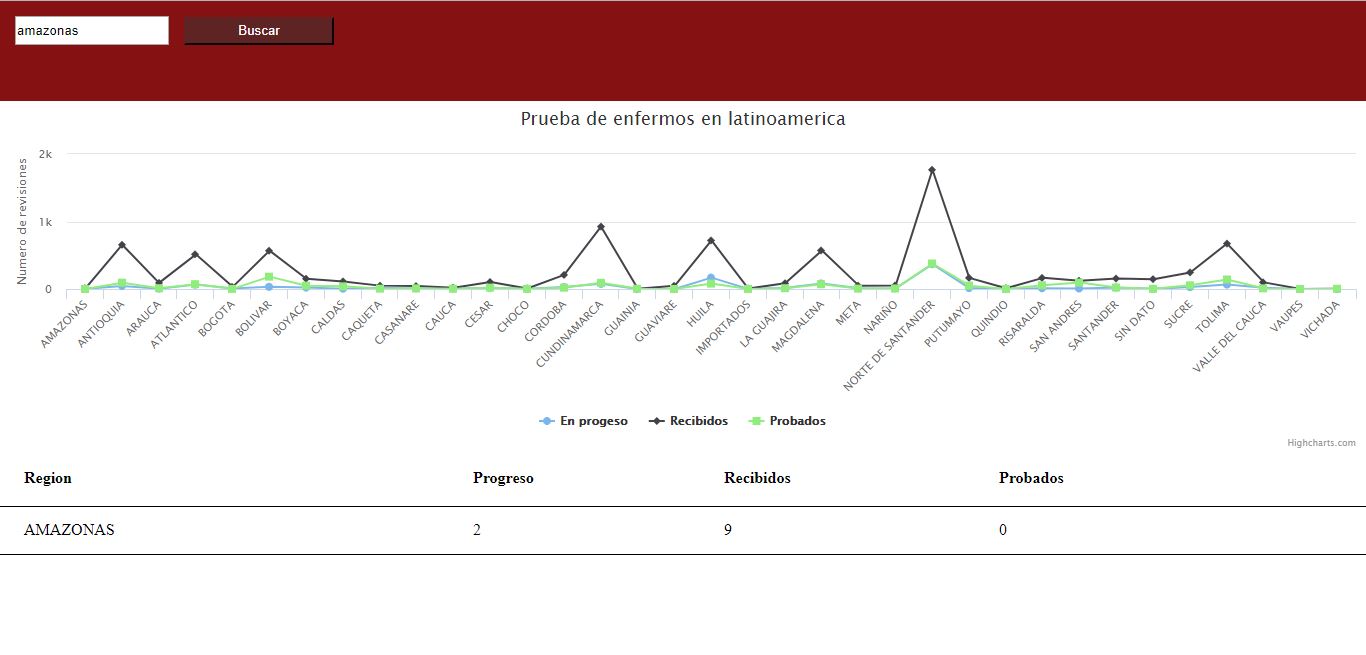 amazonas Buscar
Prueba de enfermos en latinoamerica
Numero de revisiones
2k
1k
0
AMAZONAS
ANTIOQUIA
ARAUCA
ATLANTICO
BOGOTA
BOLIVAR
BOYACA
CALDAS
CAQUETA
CASANARE
CAUCA
CESAR
CHOCO
CORDOBA
CUNDINAMARCA
GUAINIA
GUAVIARE
HUILA
IMPORTADOS
LA GUAJIRA
MAGDALENA
META
NARIÑO
NORTE DE SANTANDER
PUTUMAYO
QUINDIO
RISARALDA
SAN ANDRES
SANTANDER
SIN DATO
SUCRE
TOLIMA
VALLE DEL CAUCA
VAUPES
VICHADA
En progeso Recibidos Probados
Highcharts.com
Region Progreso Recibidos Probados
AMAZONAS 2 9 0